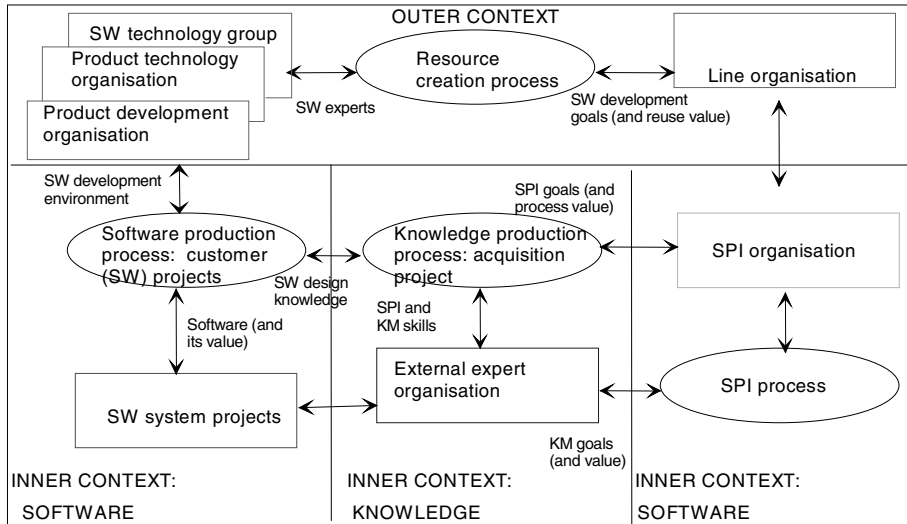 OUTER CONTEXT
SW technology group
Product technology
organisation
Product development
organisation
SW experts
Resource
creation process
SW development
goals (and reuse value)
Line organisation
SW development
environment
Software production
process: customer
(SW) projects
SW design
knowledge
SPI goals (and
process value)
Knowledge production
process: acquisition
project
SPI organisation
Software (and
its value)
SPI and
KM skills
SW system projects
External expert
organisation
SPI process
KM goals
(and value)
INNER CONTEXT:
SOFTWARE
INNER CONTEXT:
KNOWLEDGE
INNER CONTEXT:
SOFTWARE